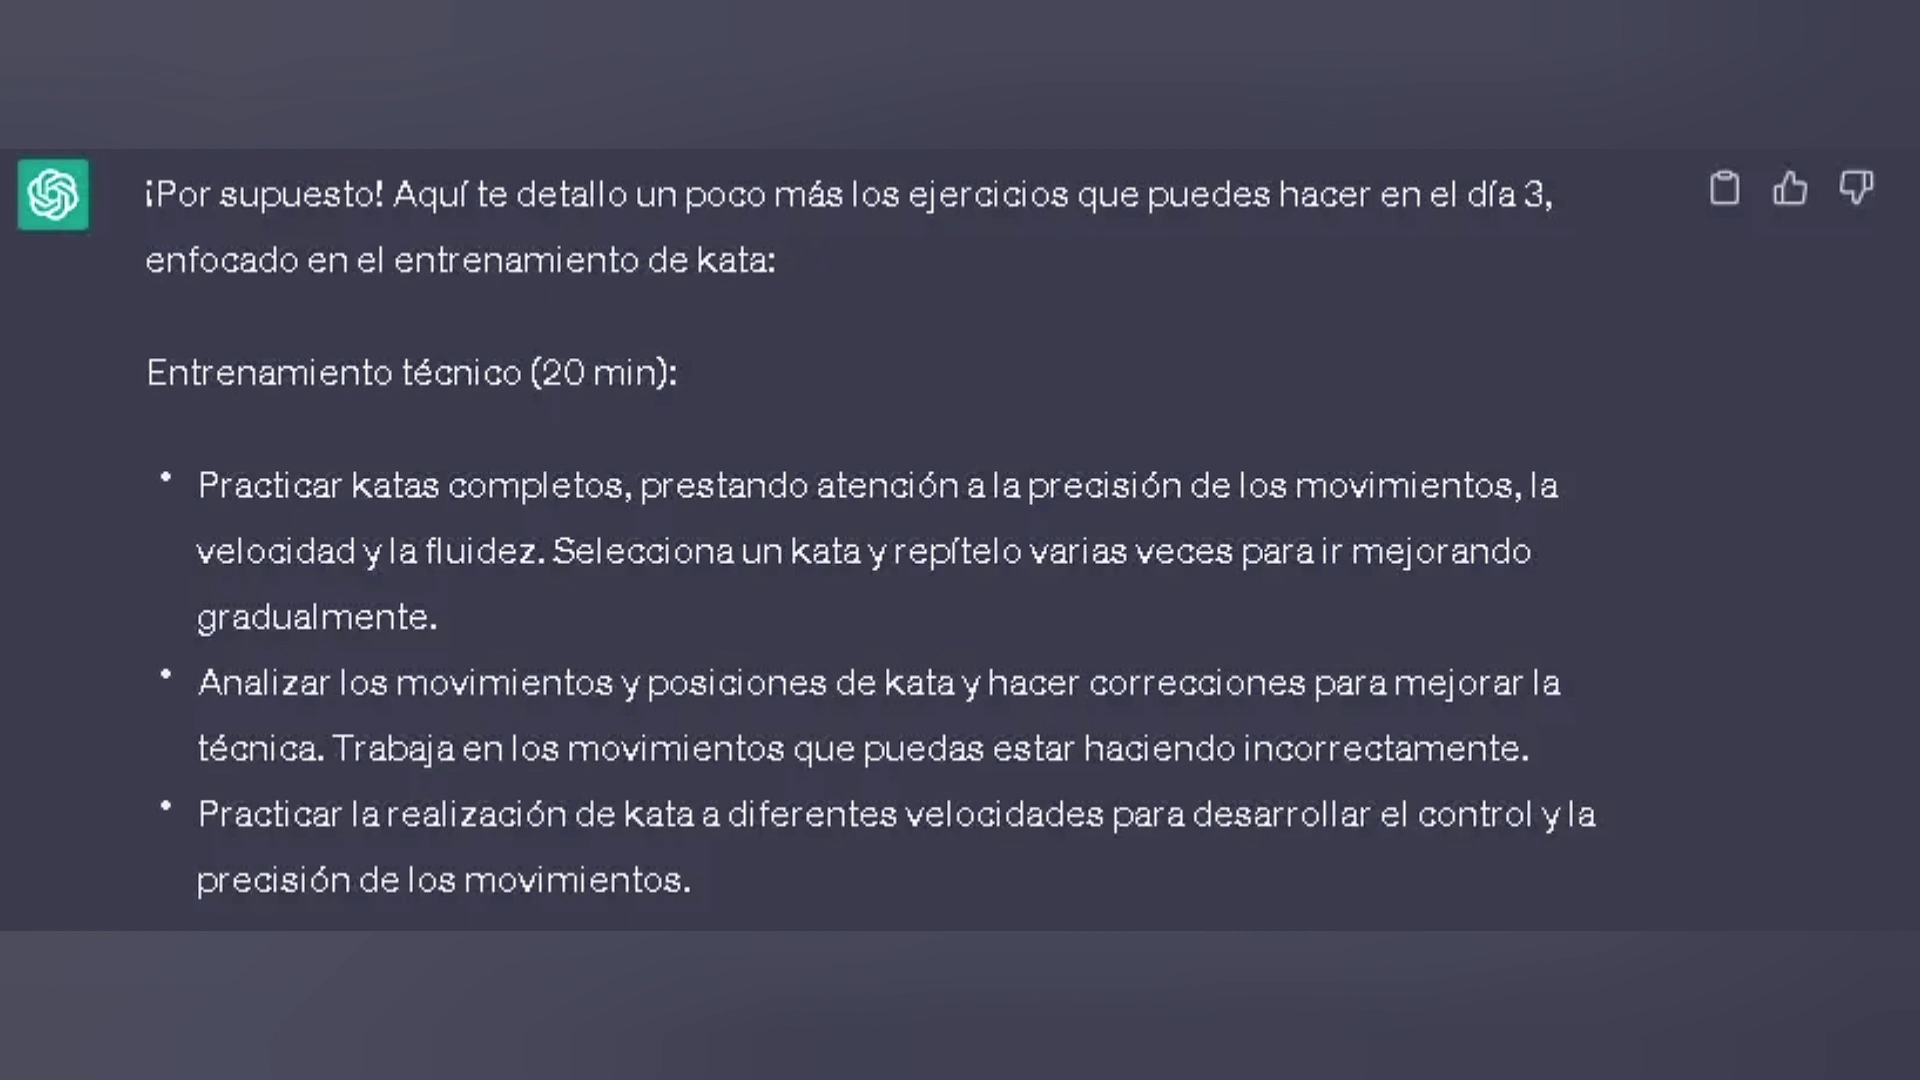 ¡Por supuesto! Aquí te detallo un poco más los ejercicios que puedes hacer en el día 3,
enfocado en el entrenamiento de kata:
Entrenamiento técnico (20 min):
• Practicar katas completos, prestando atención a la precisión de los movimientos, la
velocidad y la fluidez. Selecciona un kata y repítelo varias veces para ir mejorando
gradualmente.
• Analizar los movimientos y posiciones de kata y hacer correcciones para mejorar la
técnica. Trabaja en los movimientos que puedas estar haciendo incorrectamente.
• Practicar la realización de kata a diferentes velocidades para desarrollar el control y la
precisión de los movimientos.